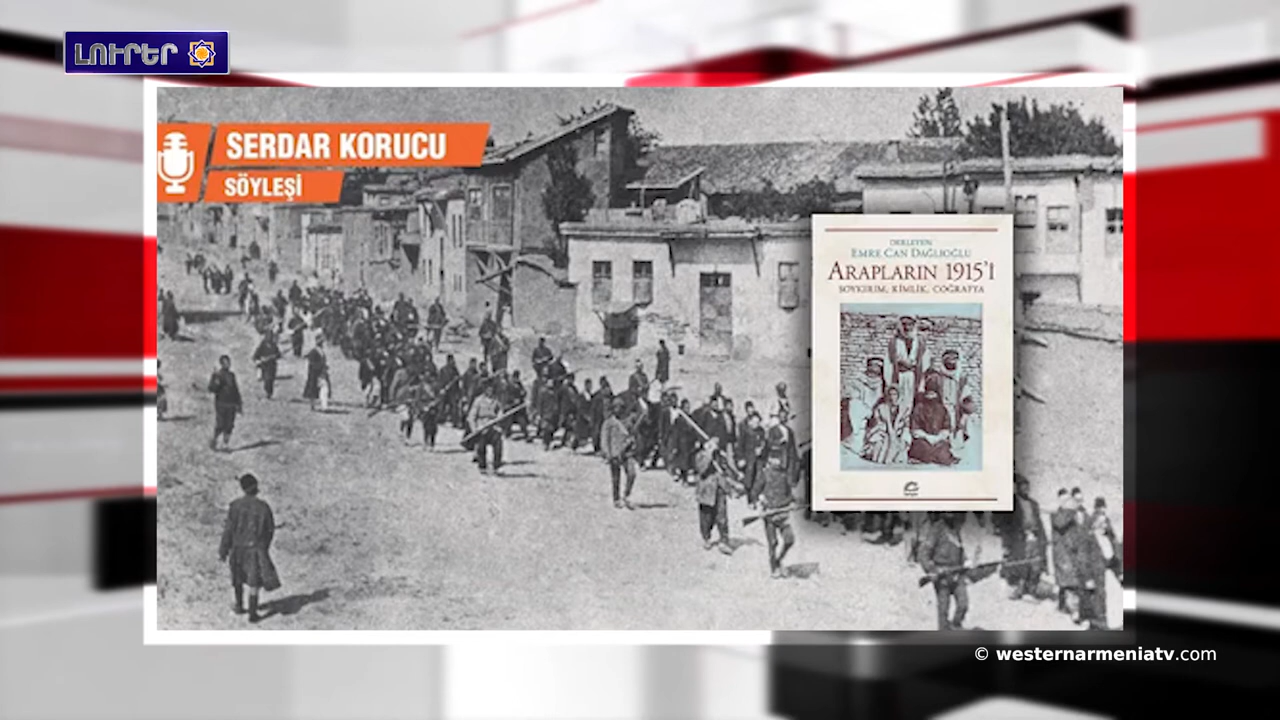 ԼՈՒՐԵՐ
SERDAR KORUCU
SÖYLEŞİ
DERLEYEN
EMRE CAN DAĞLIOĞLU
ARAPLARIN 1915'İ
SOYKIRIM, KİMLİK, COĞRAFYA
© westernarmeniatv.com